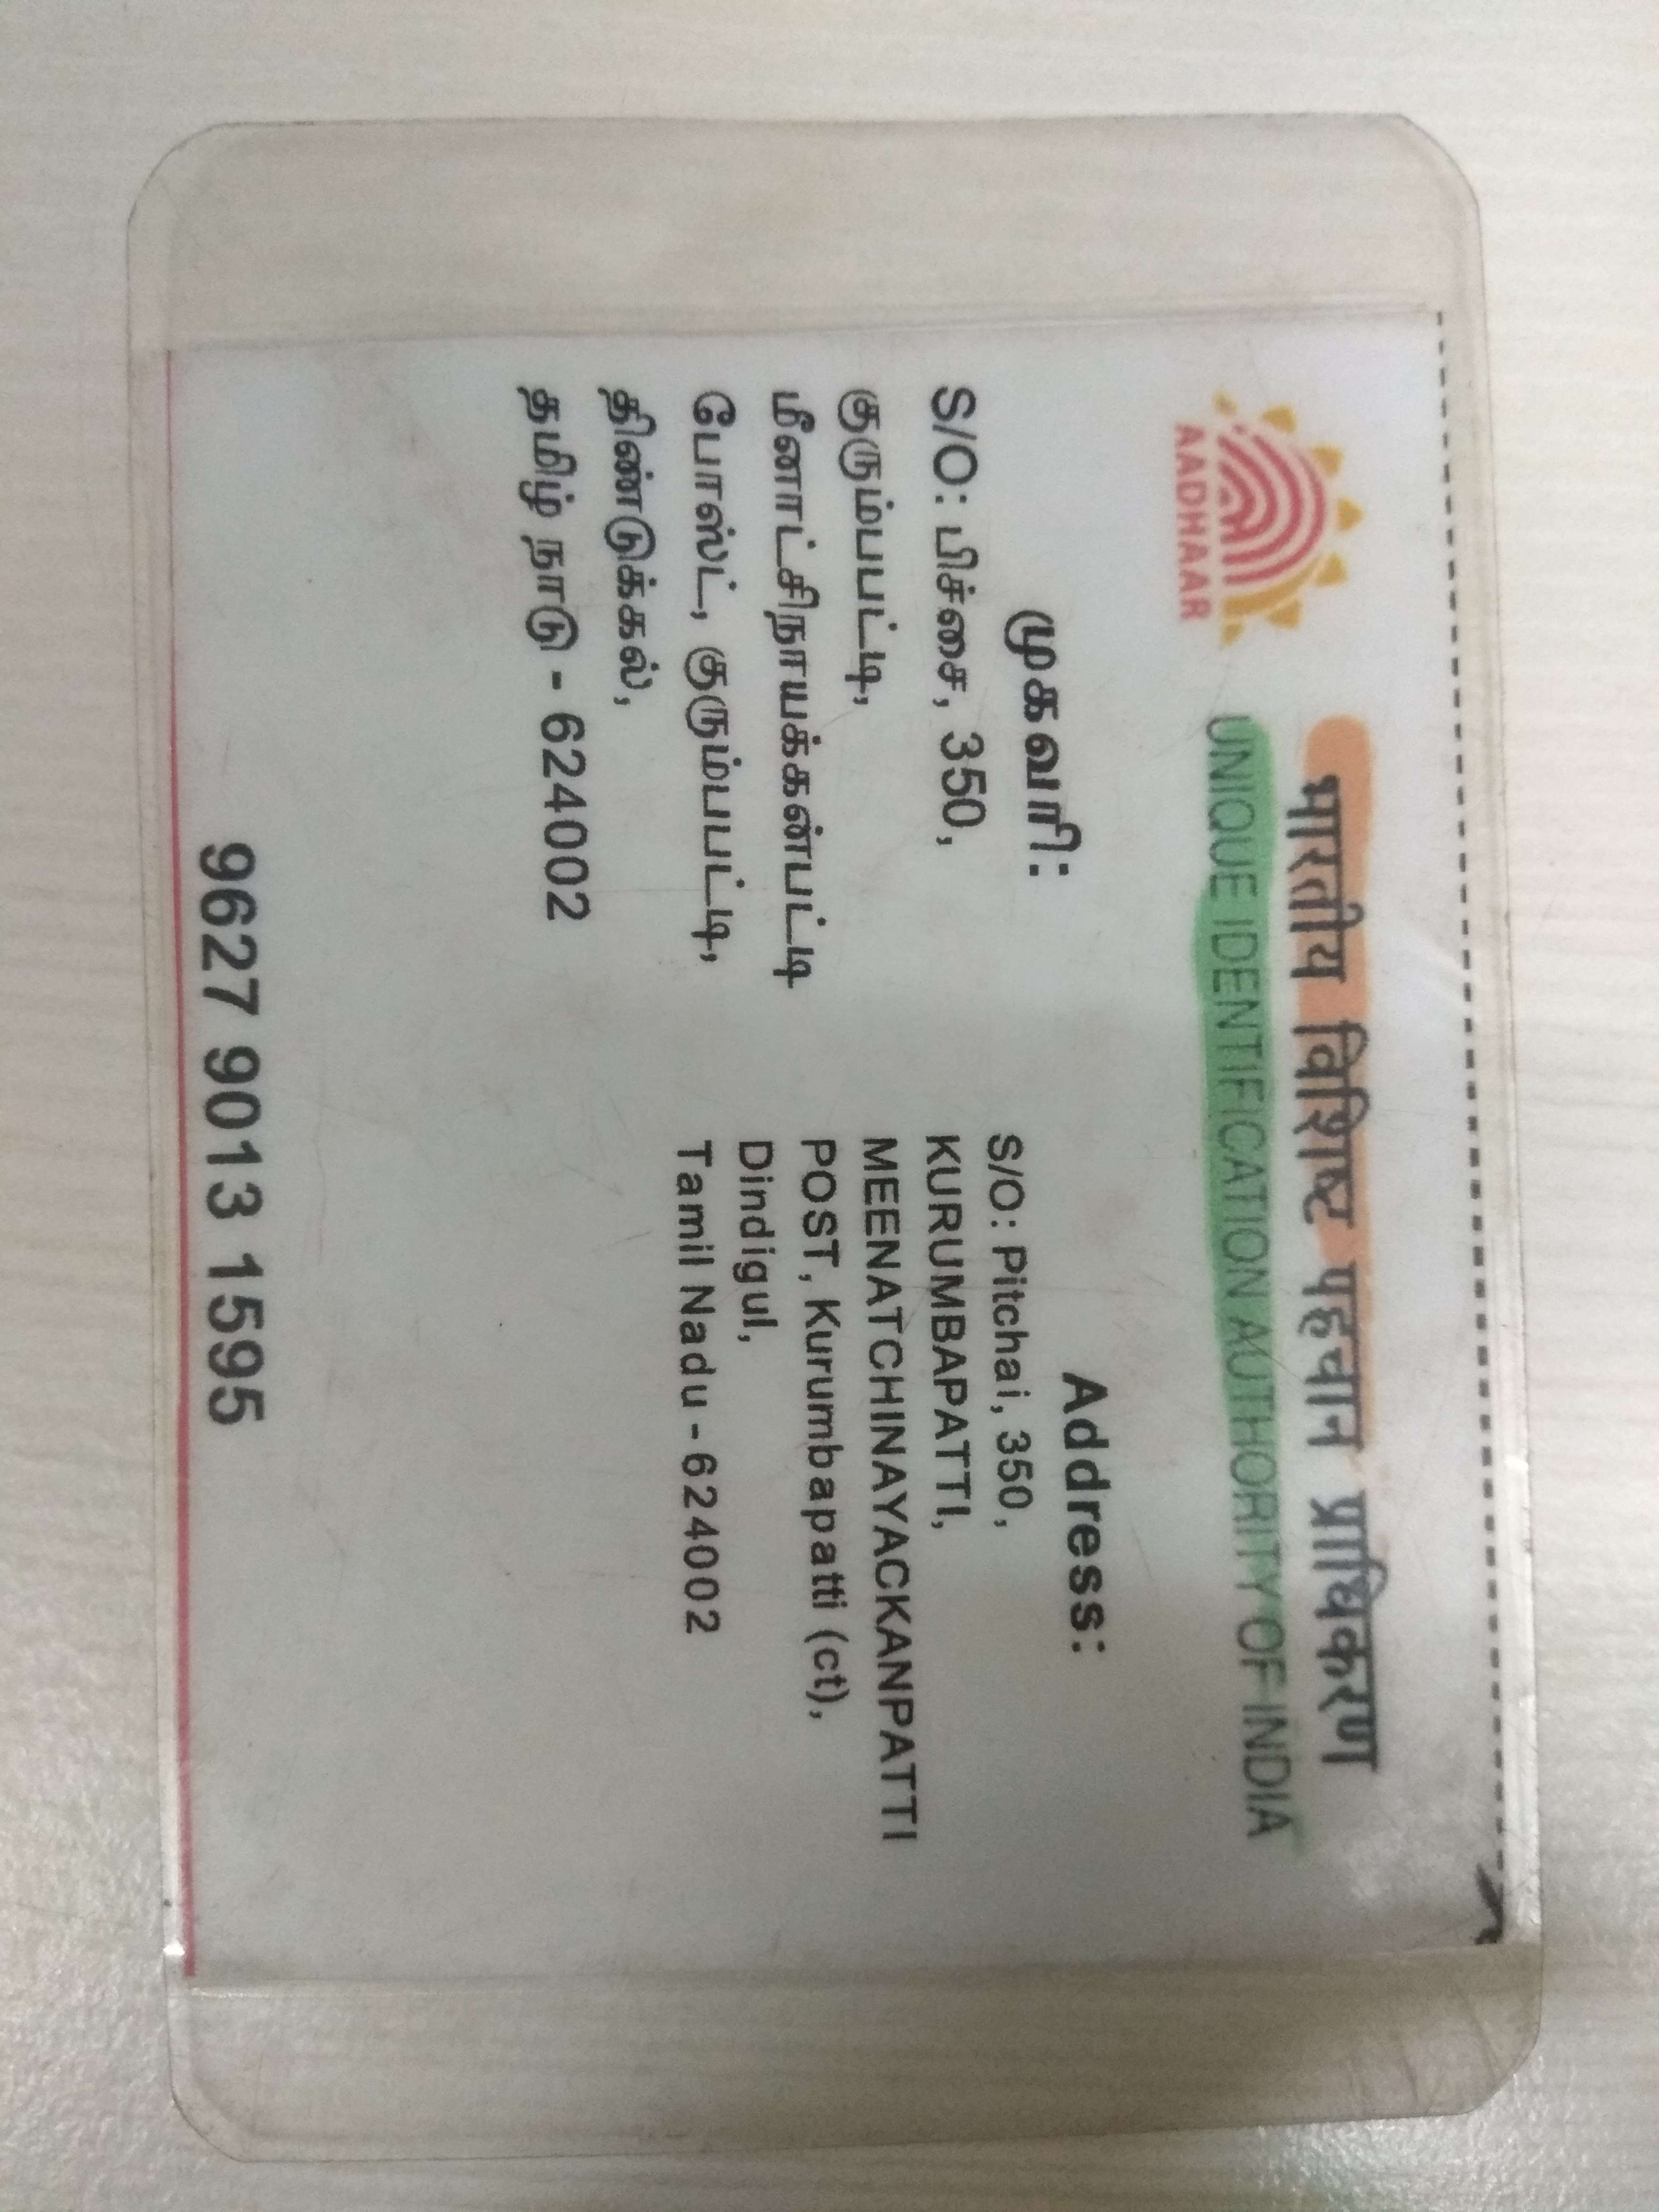 भारतीय विशिष्ट पहचान प्राधिकरण
UNIQUE IDENTIFICATION AUTHORITY OF INDIA
AADHAAR
முகவரி:
S/O: பிச்சை, 350,
குரும்பபட்டி,
மீனாட்சிநாயக்கன்பட்டி
போஸ்ட், குரும்பபட்டி,
திண்டுக்கல்,
தமிழ் நாடு - 624002
Address:
S/O: Pitchai, 350,
KURUMBAPATTI,
MEENATCHINAYACKANPATTI
POST, Kurumbapatti (ct),
Dindigul,
Tamil Nadu - 624002
9627 9013 1595